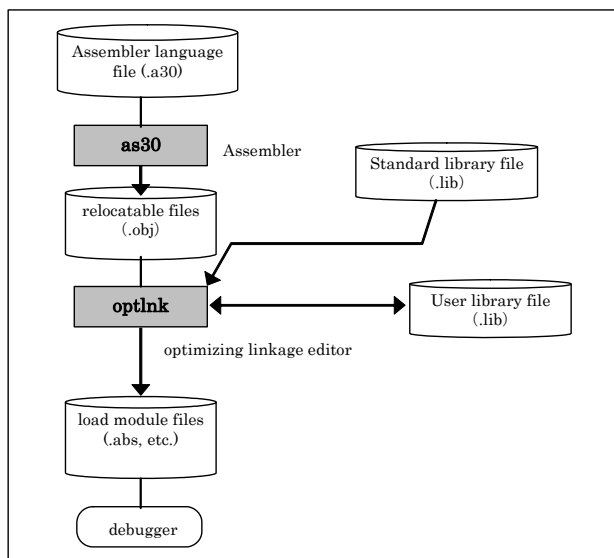 Assembler language
file (.a30)
as30
Assembler
Standard library file
(.lib)
relocatable files
(.obj)
optlnk
User library file
(.lib)
optimizing linkage editor
load module files
(.abs, etc.)
debugger